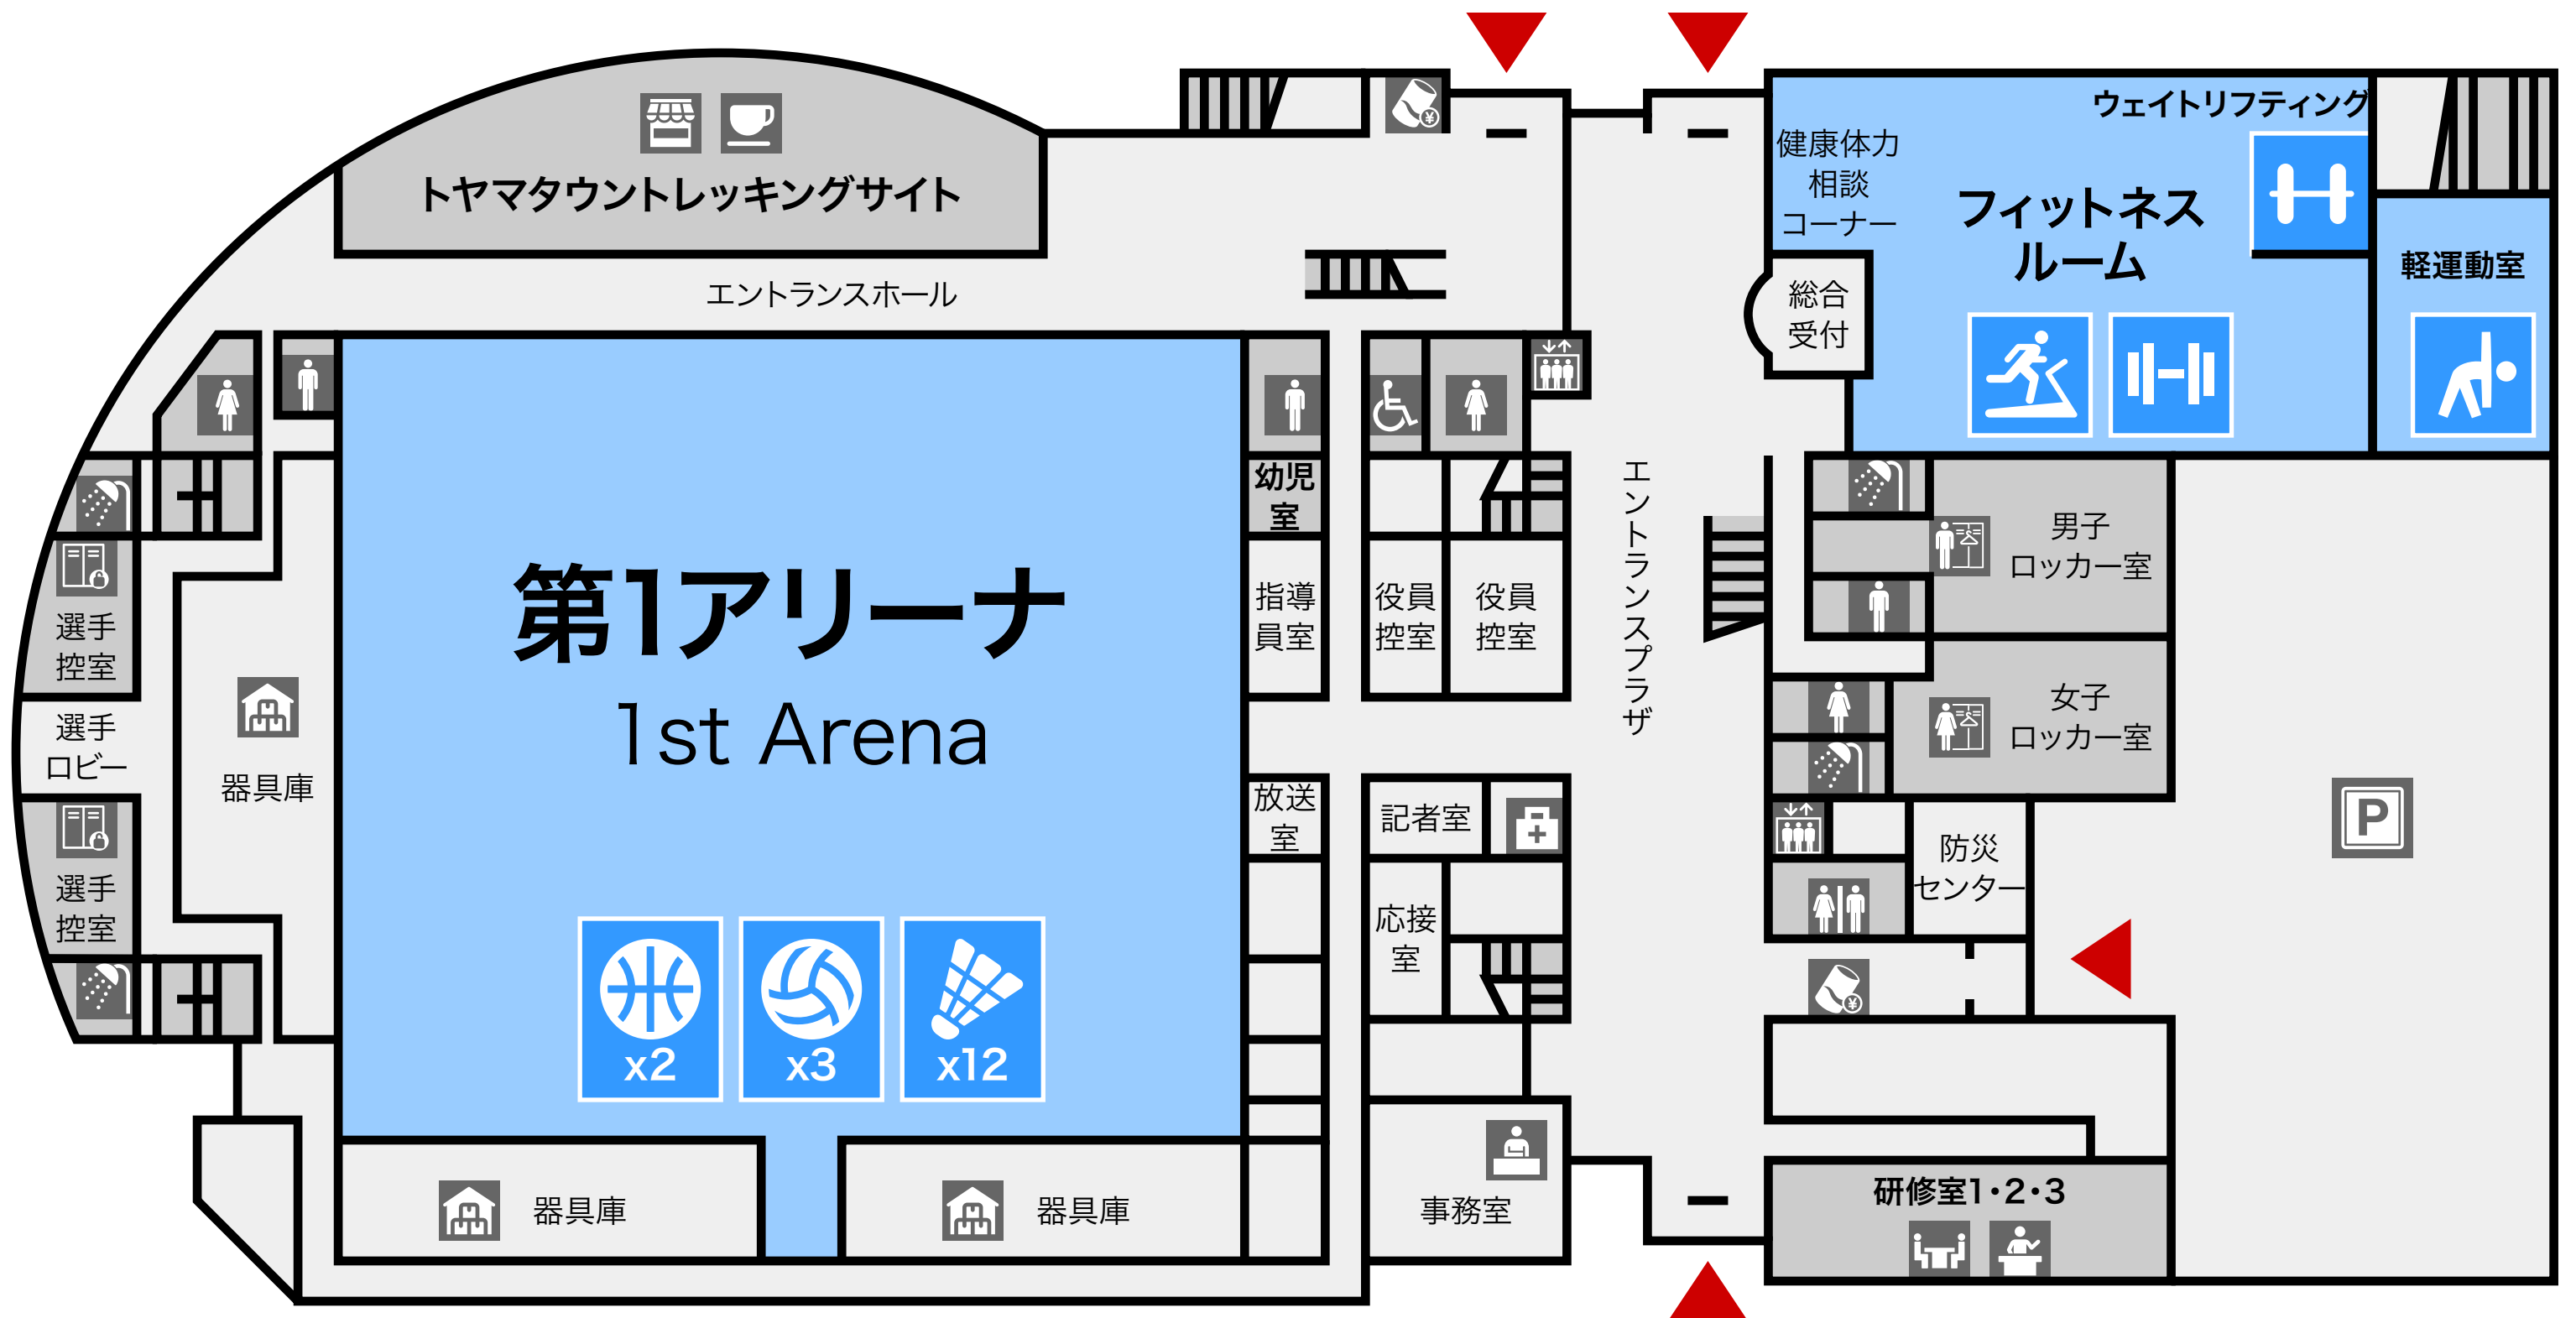 トヤマタウントレッキングサイト
エントランスホール
¥
ウェイトリフティング
健康体力
相談
コーナー
フィットネス
ルーム
軽運動室
総合
受付
幼児
室
第1アリーナ
1st Arena
指導
員室
役員
控室
役員
控室
エントランスプラザ
男子
ロッカー室
女子
ロッカー室
選手
控室
選手
ロビー
選手
控室
器具庫
放送
室
記者室
応接
室
防災
センター
P
¥
x2
x3
x12
器具庫
器具庫
事務室
研修室1・2・3